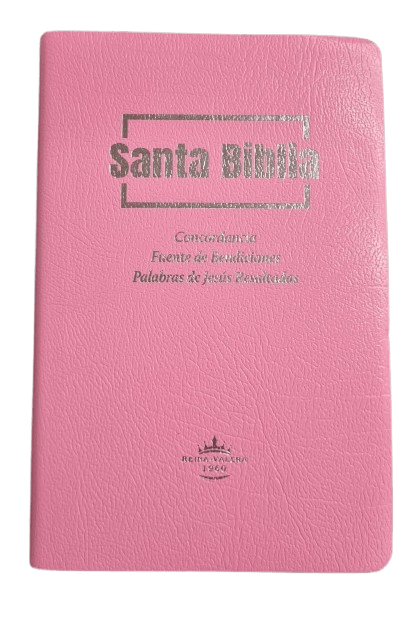 Santa Biblia
Concordancia
Fuente de Bendiciones
Palabras de Jesús Resaltadas
REINA-VALERA
1960